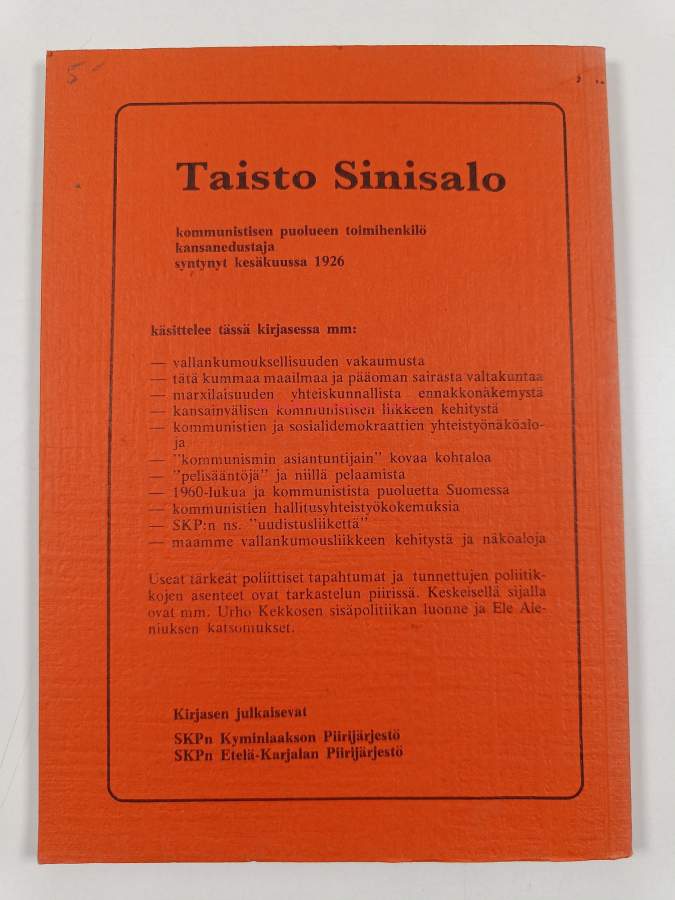 5-
Taisto Sinisalo
kommunistisen puolueen toimihenkilö
kansanedustaja
syntynyt kesäkuussa 1926
käsittelee tässä kirjasessa mm:
— vallankumouksellisuuden vakaumusta
— tätä kummaa maailmaa ja pääoman sairasta valtakuntaa
— marxilaisuuden yhteiskunnallista ennakkonäkemystä
— kansainvälisen kommunistisen liikkeen kehitystä
— kommunistien ja sosialidemokraattien yhteistyönäköalo-
ja
— "kommunismin asiantuntijain" kovaa kohtaloa
— "pelisääntöjä" ja niillä pelaamista
— 1960-lukua ja kommunistista puoluetta Suomessa
— kommunistien hallitusyhteistyökokemuksia
— SKP:n ns. "uudistusliikettä"
— maamme vallankumousliikkeen kehitystä ja näköaloja
Useat tärkeät poliittiset tapahtumat ja tunnettujen poliitik-
kojen asenteet ovat tarkastelun piirissä. Keskeisellä sijalla
ovat mm. Urho Kekkosen sisäpolitiikan luonne ja Ele Ale-
niuksen katsomukset.
Kirjasen julkaisevat
SKPn Kyminlaakson Piirijärjestö
SKPn Etelä-Karjalan Piirijärjestö